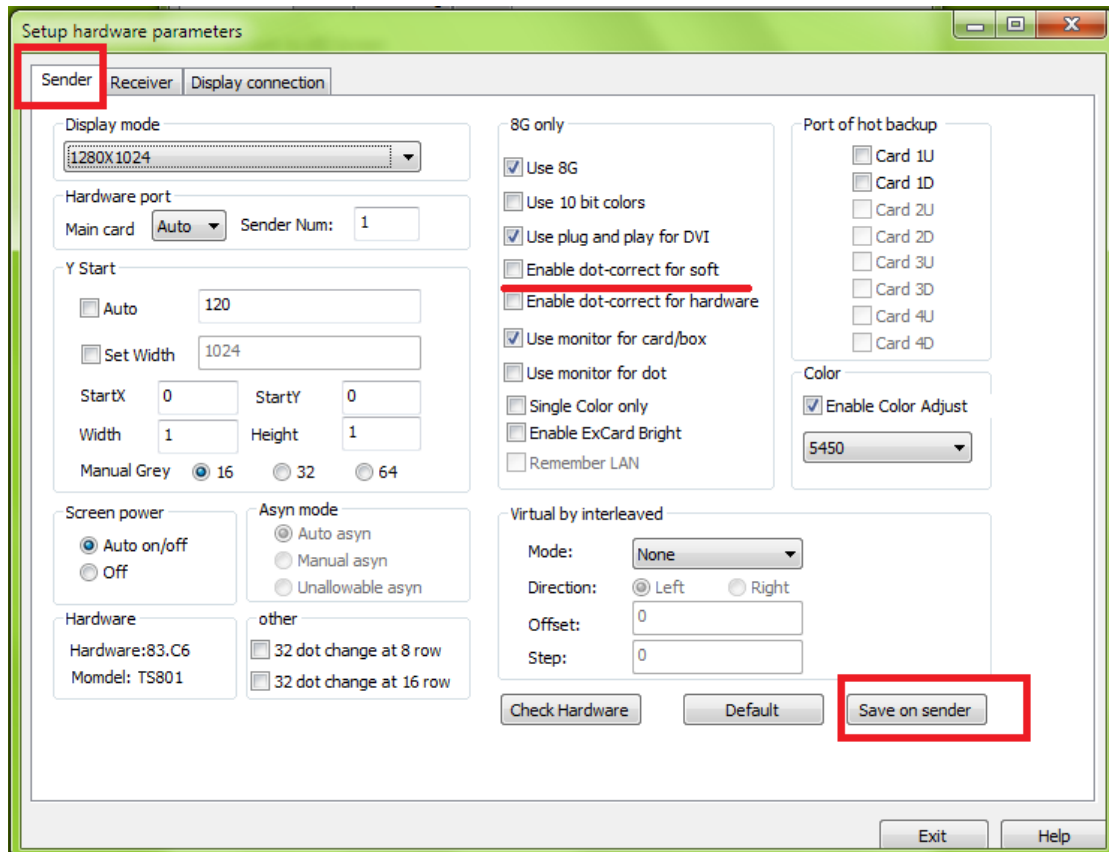 Setup hardware parameters
Sender Receiver Display connection
Display mode
1280X1024
Hardware port
Main card Auto Sender Num: 1
Y Start
Auto 120
Set Width 1024
StartX 0 StartY 0
Width 1 Height 1
Manual Grey 16 32 64
Screen power
Auto on/off
Off
Asyn mode
Auto asyn
Manual asyn
Unallowable asyn
Hardware
Hardware:83.C6
Momdel: TS801
other
32 dot change at 8 row
32 dot change at 16 row
8G only
Use 8G
Use 10 bit colors
Use plug and play for DVI
Enable dot-correct for soft
Enable dot-correct for hardware
Use monitor for card/box
Use monitor for dot
Single Color only
Enable ExCard Bright
Remember LAN
Port of hot backup
Card 1U
Card 1D
Card 2U
Card 2D
Card 3U
Card 3D
Card 4U
Card 4D
Color
Enable Color Adjust
5450
Virtual by interleaved
Mode: None
Direction: Left Right
Offset: 0
Step: 0
Check Hardware Default Save on sender
Exit Help